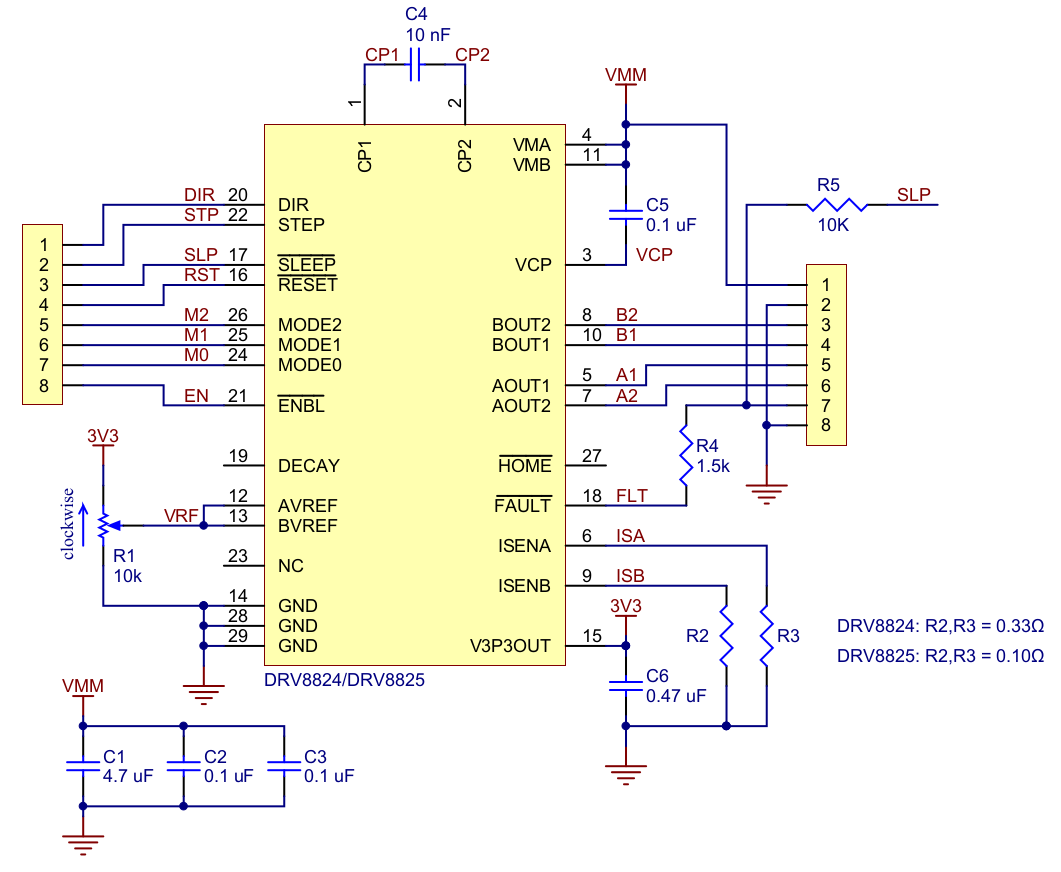 C4
10 nF
CP1 CP2
1 2
CP1 CP2
VMM
VMA 4
VMB 11
C5
0.1 uF
VCP 3 VCP
R5
10K
SLP
DIR 20 DIR
STP 22 STEP
SLP 17 SLEEP
RST 16 RESET
M2 26 MODE2
M1 25 MODE1
M0 24 MODE0
EN 21 ENBL
1
2
3
4
5
6
7
8
BOUT2 8 B2
BOUT1 10 B1
AOUT1 5 A1
AOUT2 7 A2
1
2
3
4
5
6
7
8
R4
1.5k
19 DECAY
HOME 27
3V3
clockwise
R1
10k
VRF
12 AVREF
13 BVREF
FAULT 18 FLT
23 NC
ISENA 6 ISA
ISENB 9 ISB
14 GND
28 GND
29 GND
3V3
V3P3OUT 15
C6
0.47 uF
R2
R3
DRV8824: R2,R3 = 0.33Ω
DRV8825: R2,R3 = 0.10Ω
DRV8824/DRV8825
VMM
C1
4.7 uF
C2
0.1 uF
C3
0.1 uF